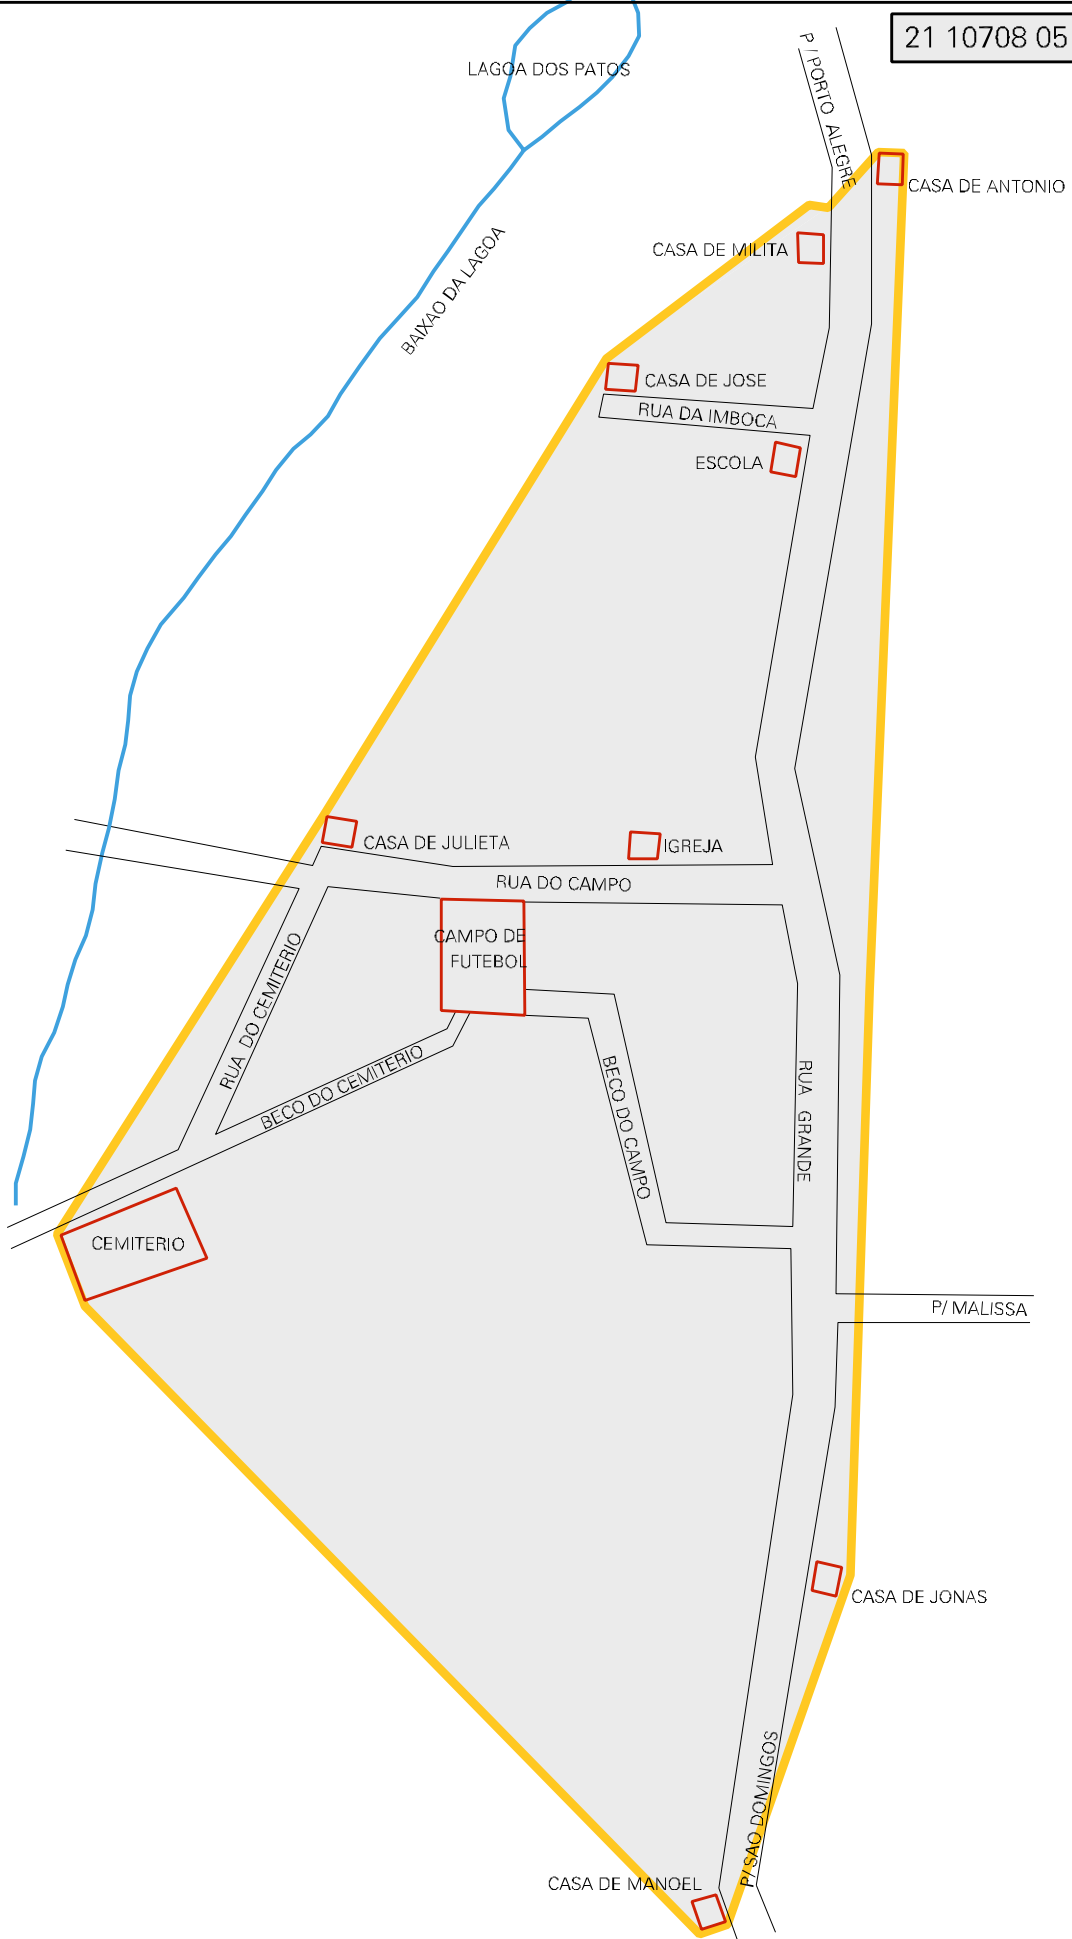 21 10708 05
LAGOA DOS PATOS
P/ PORTO ALEGRE
CASA DE ANTONIO
CASA DE MILITA
BAIXAO DA LAGOA
CASA DE JOSE
RUA DA IMBOCA
ESCOLA
CASA DE JULIETA
IGREJA
RUA DO CAMPO
CAMPO DE
FUTEBOL
RUA DO CEMITERIO
BECO DO CEMITERIO
BECO DO CAMPO
RUA GRANDE
CEMITERIO
P/ MALISSA
CASA DE JONAS
P/ SAO DOMINGOS
CASA DE MANOEL